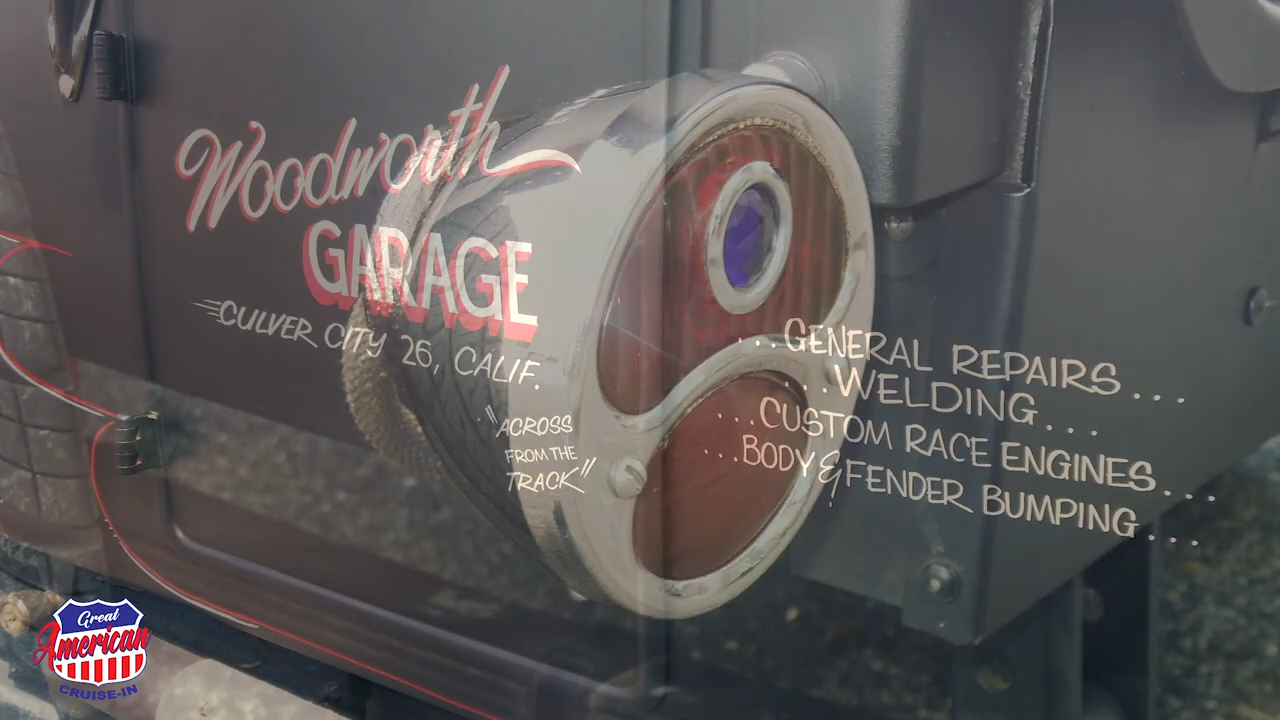 Woodworth
GARAGE
CULVER CITY 26, CALIF.
"ACROSS
FROM THE
TRACK"
...GENERAL REPAIRS...
...WELDING...
...CUSTOM RACE ENGINES...
...BODY & FENDER BUMPING...
Great
American
CRUISE-IN